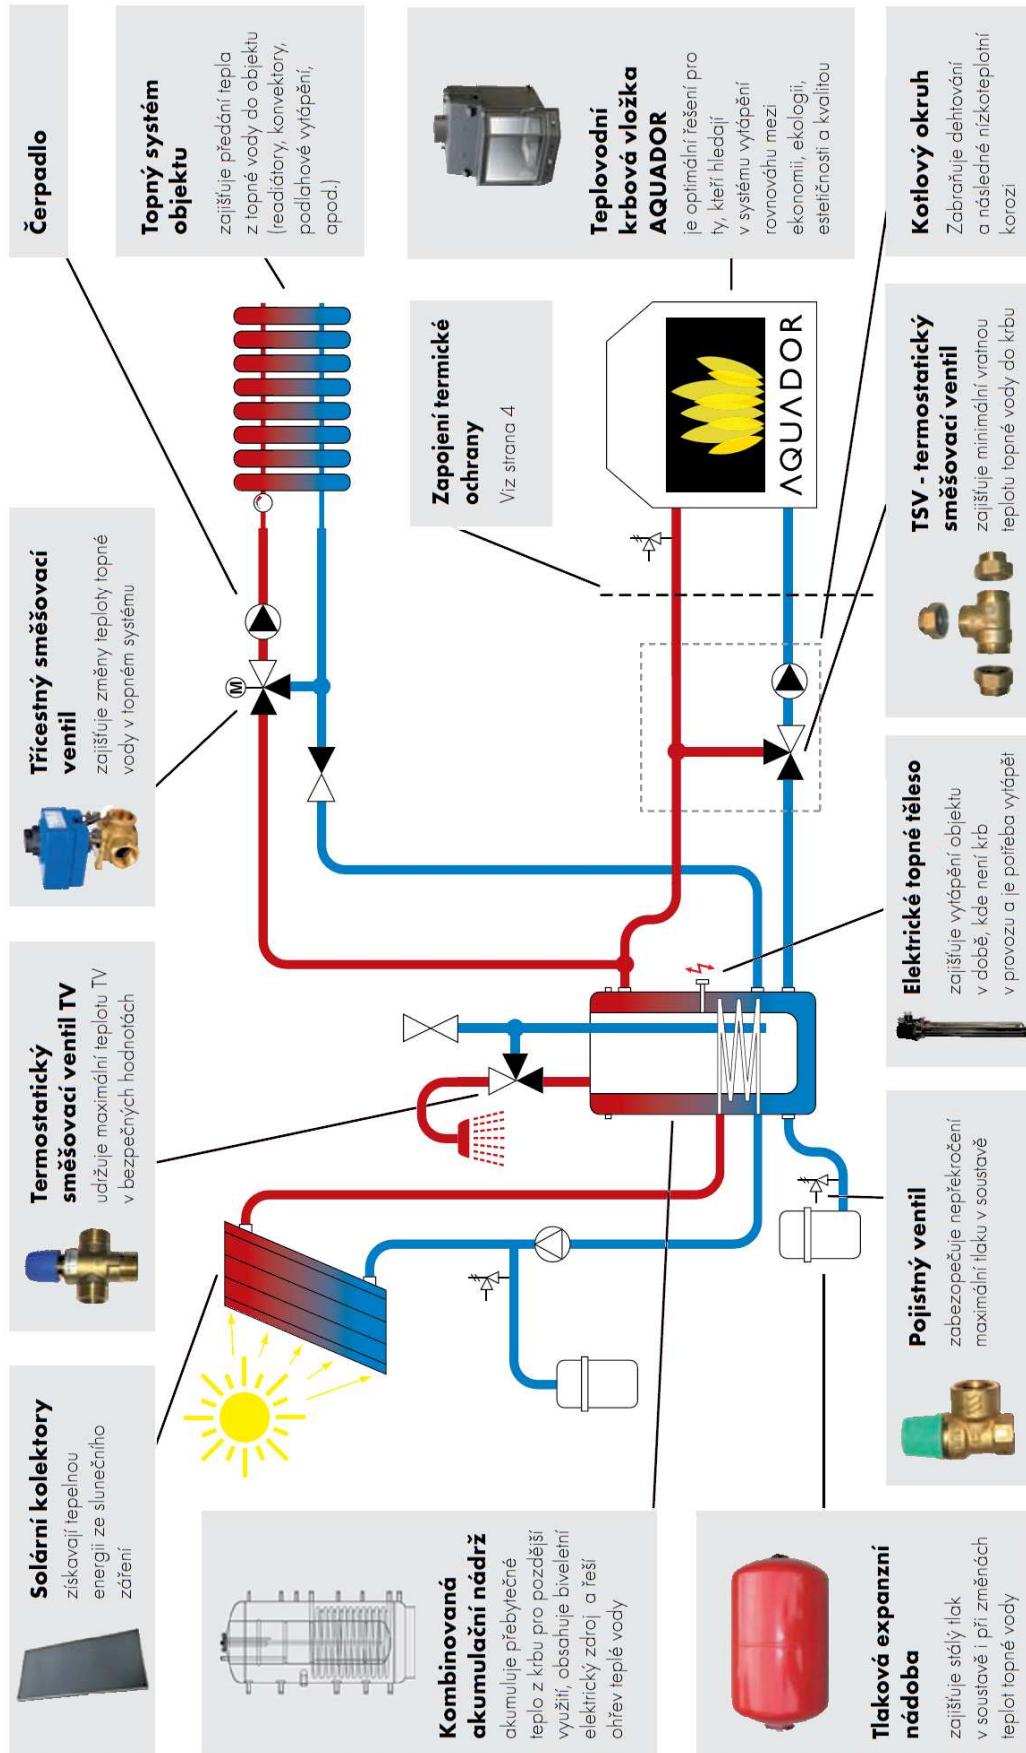 Solární kolektory
získavají tepelnou
energii ze slunečního
záření
Termostatický
směšovací ventil TV
udržuje maximální teplotu TV
v bezpečných hodnotách
Třícestný směšovací
ventil
zajišťuje změny teploty topné
vody v topném systému
Čerpadlo
Topný systém
objektu
zajišťuje předání tepla
z topné vody do objektu
(readiátory, konvektory,
podlahové vytápění,
apod.)
M
Kombinovaná
akumulační nádrž
akumuluje přebytečné
teplo z krbu pro pozdější
využití, obsahuje biveletní
elektrický zdroj a řeší
ohřev teplé vody
Zapojení termické
ochrany
Viz strana 4
Teplovodní
krbová vložka
AQUADOR
je optimální řešení pro
ty, kteří hledají
v systému vytápění
rovnováhu mezi
ekonomii, ekologii,
estetičností a kvalitou
AQUADOR
Tlaková expanzní
nádoba
zajišťuje stálý tlak
v soustavě i při změnách
teplot topné vody
Pojistný ventil
zabezopečuje nepřekročení
maximální tlaku v soustavě
Elektrické topné těleso
zajišťuje vytápění objektu
v době, kde není krb
v provozu a je potřeba vytápět
TSV - termostatický
směšovací ventil
zajišťuje minimální vratnou
teplotu topné vody do krbu
Kotlový okruh
Zabraňuje dehtování
a následné nízkoteplotní
korozi